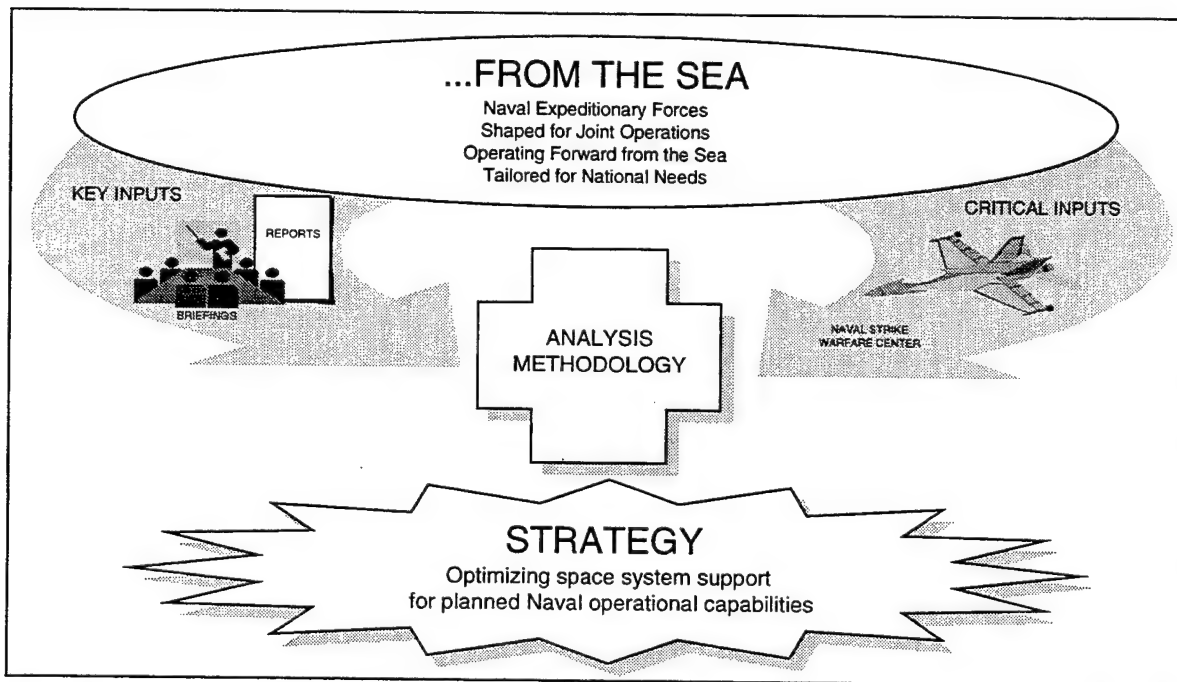 ...FROM THE SEA
Naval Expeditionary Forces
Shaped for Joint Operations
Operating Forward from the Sea
Tailored for National Needs
KEY INPUTS
REPORTS
BRIEFINGS
CRITICAL INPUTS
NAVAL STRIKE
WARFARE CENTER
ANALYSIS
METHODOLOGY
STRATEGY
Optimizing space system support
for planned Naval operational capabilities